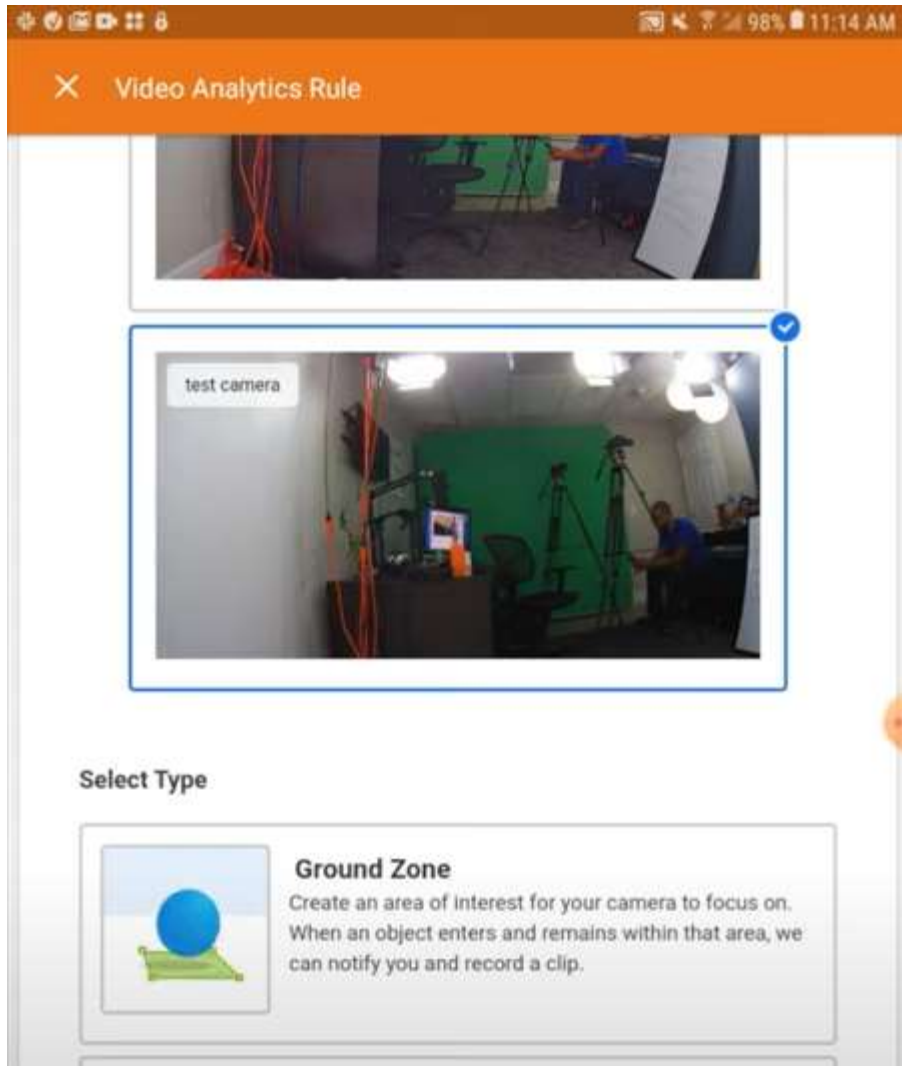 98% 11:14 AM
Video Analytics Rule
test camera
Select Type
Ground Zone
Create an area of interest for your camera to focus on.
When an object enters and remains within that area, we
can notify you and record a clip.